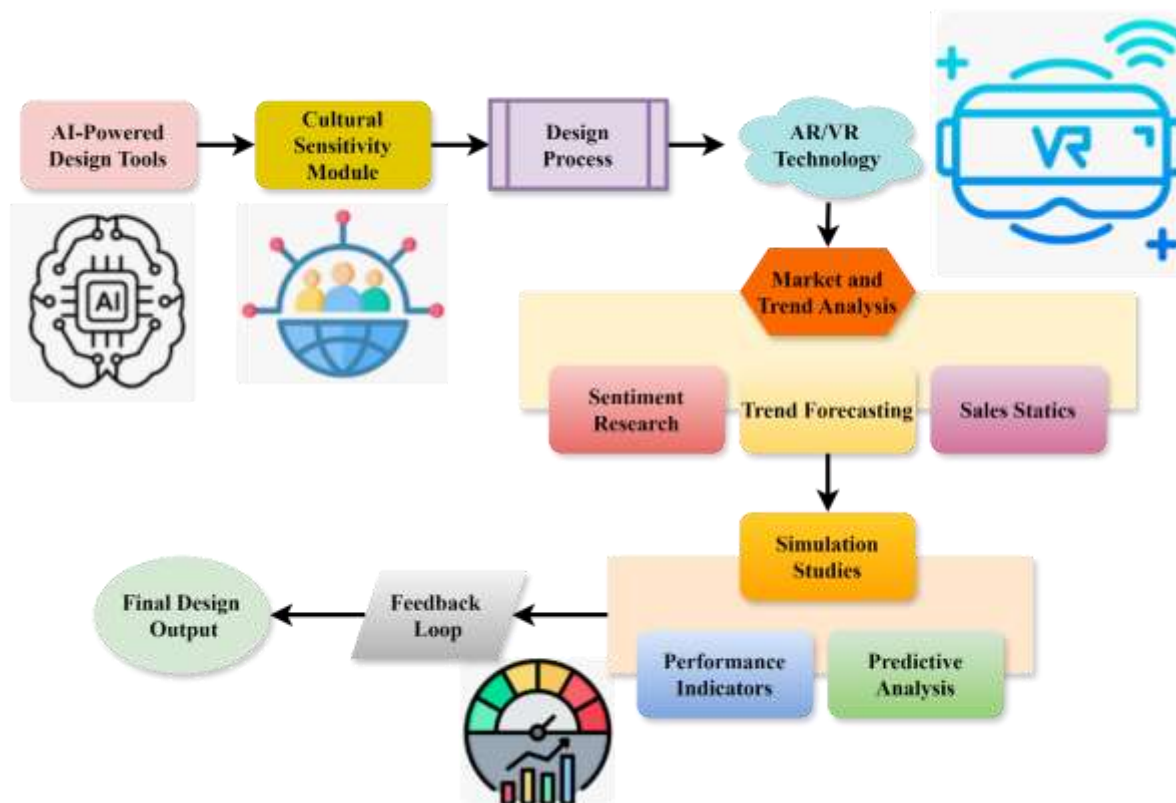 AI-Powered
Design Tools
Cultural
Sensitivity
Module
Design
Process
AR/VR
Technology
VR
AI
Market and
Trend Analysis
Sentiment
Research
Trend Forecasting
Sales Statics
Simulation
Studies
Final Design
Output
Feedback
Loop
Performance
Indicators
Predictive
Analysis